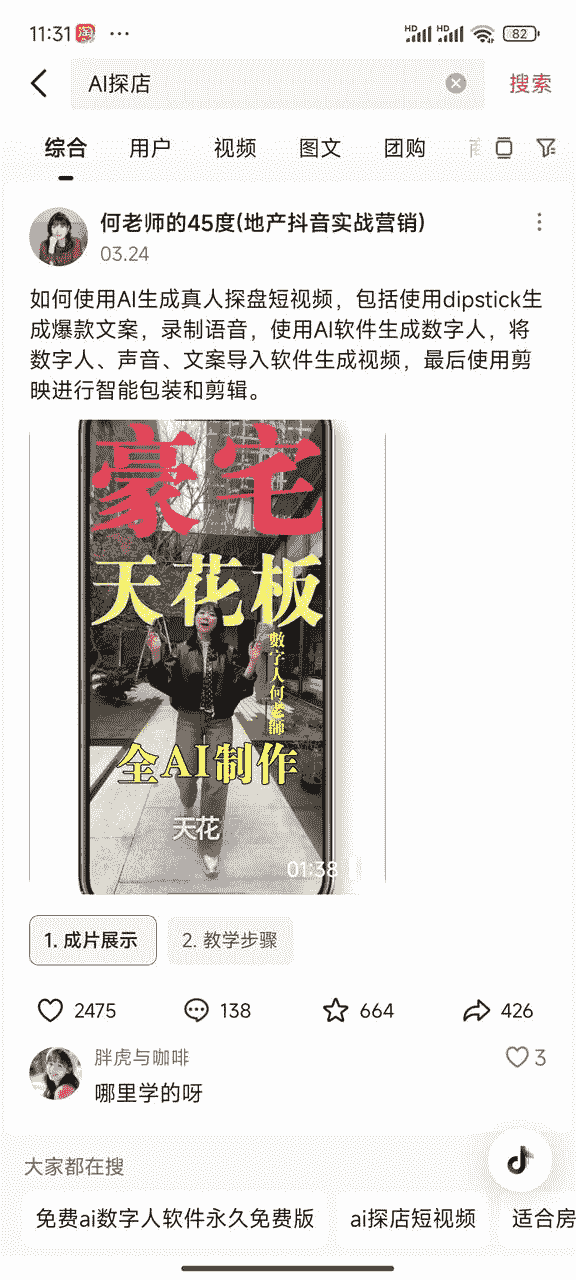 11:31 淘 ··· HD HD 82
AI探店 搜索
综合 用户 视频 图文 团购
何老师的45度(地产抖音实战营销)
03.24
如何使用AI生成真人探盘短视频，包括使用dipstick生
成爆款文案，录制语音，使用AI软件生成数字人，将
数字人、声音、文案导入软件生成视频，最后使用剪
映进行智能包装和剪辑。
豪宅
天花板
數字人何老師
全AI制作
天花
01:38
1. 成片展示 2. 教学步骤
2475 138 664 426
胖虎与咖啡 3
哪里学的呀
大家都在搜
免费ai数字人软件永久免费版 ai探店短视频 适合房